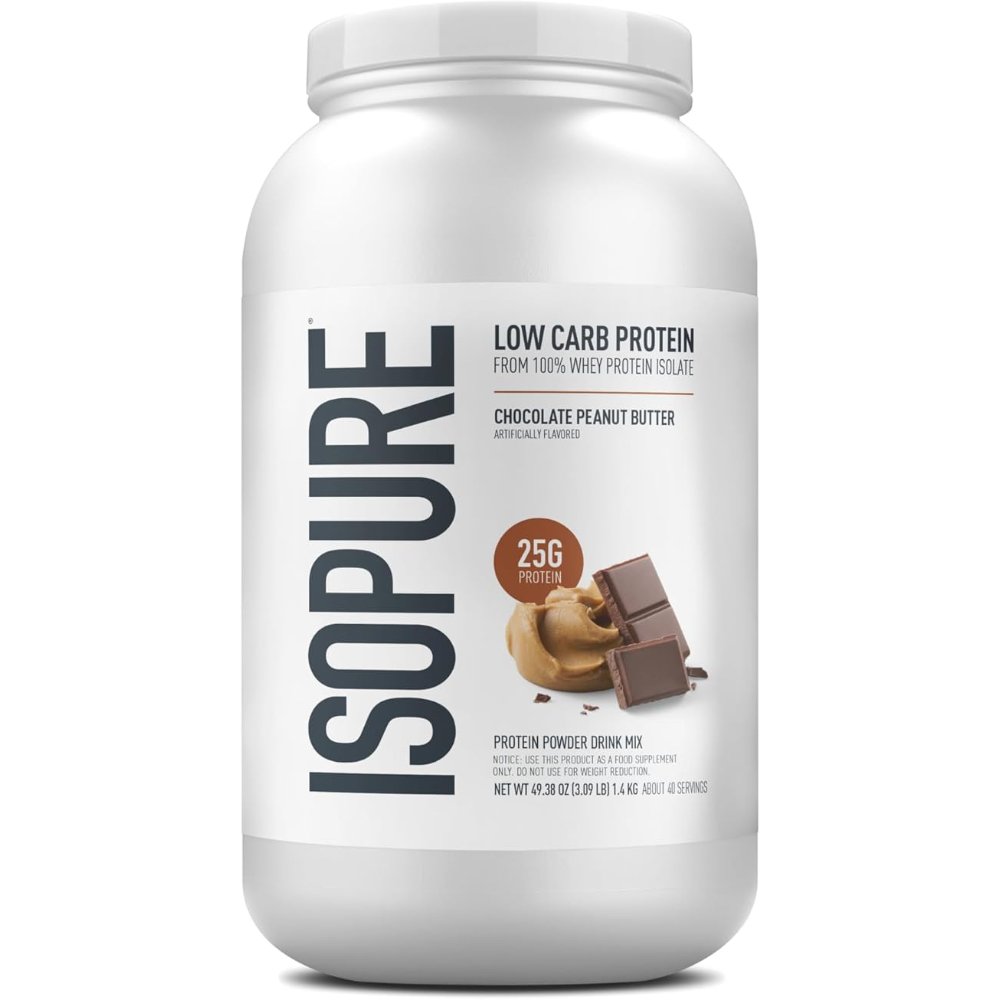 ISOPURE®
LOW CARB PROTEIN
FROM 100% WHEY PROTEIN ISOLATE
CHOCOLATE PEANUT BUTTER
ARTIFICIALLY FLAVORED
25G
PROTEIN
PROTEIN POWDER DRINK MIX
NOTICE: USE THIS PRODUCT AS A FOOD SUPPLEMENT
ONLY. DO NOT USE FOR WEIGHT REDUCTION.
NET WT 49.38 OZ (3.09 LB) 1.4 KG ABOUT 40 SERVINGS